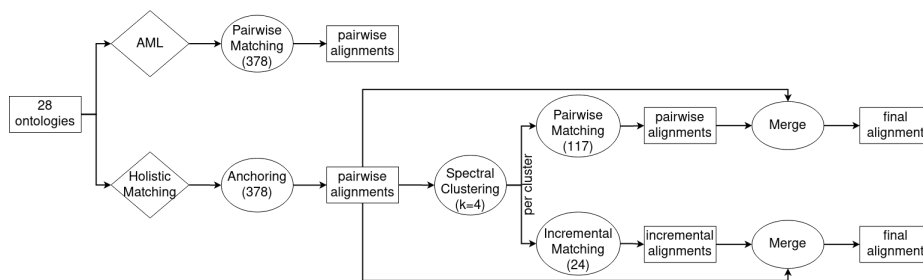 AML
Pairwise
Matching
(378)
pairwise
alignments
28
ontologies
Holistic
Matching
Anchoring
(378)
pairwise
alignments
Spectral
Clustering
(k=4)
per cluster
Pairwise
Matching
(117)
pairwise
alignments
Merge
final
alignment
Incremental
Matching
(24)
incremental
alignments
Merge
final
alignment